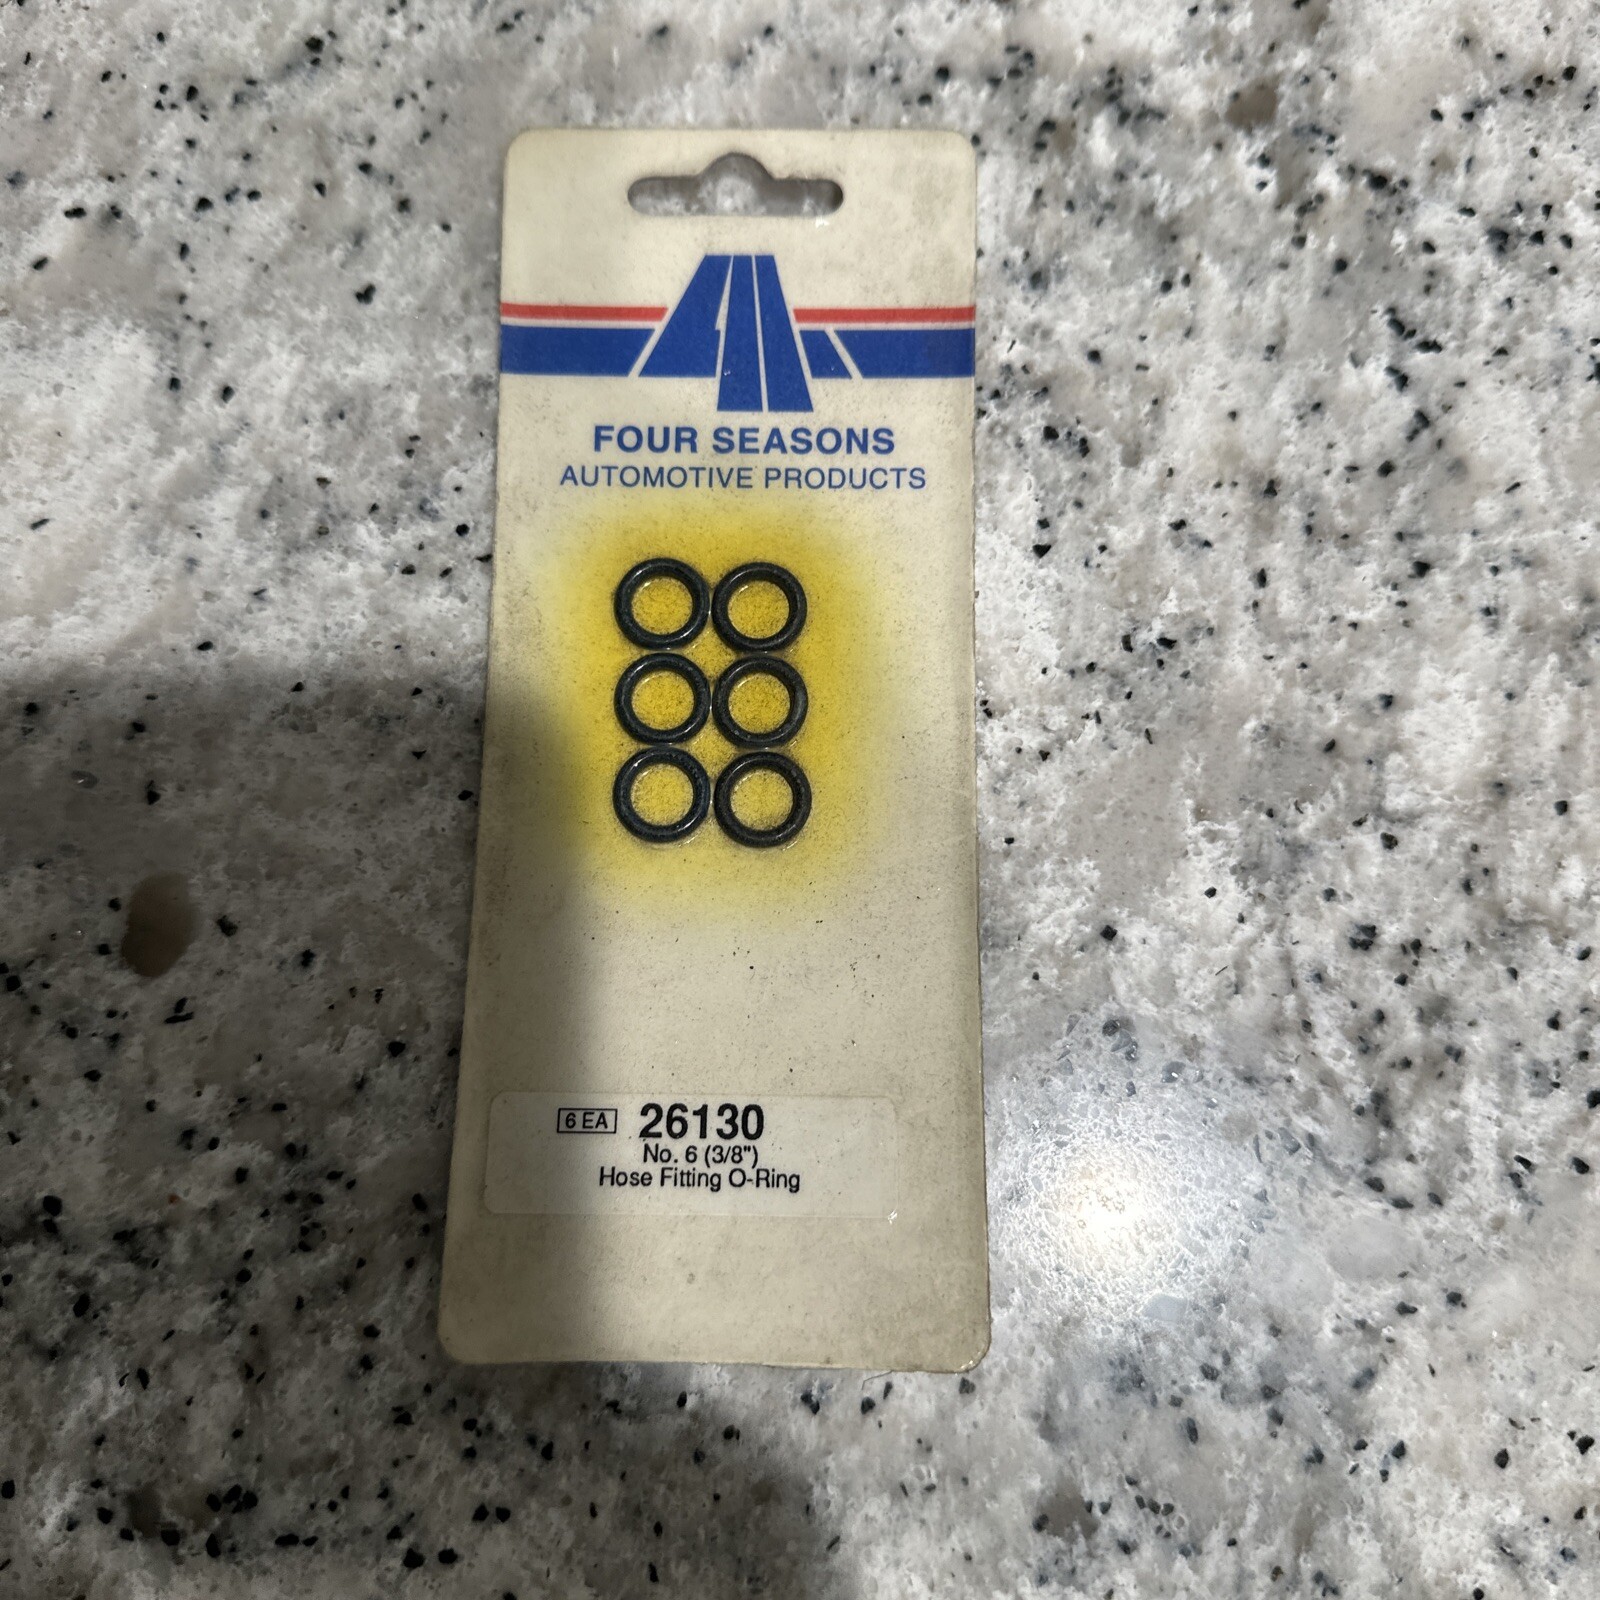 FOUR SEASONS
AUTOMOTIVE PRODUCTS
6 EA 26130
No. 6 (3/8")
Hose Fitting O-Ring